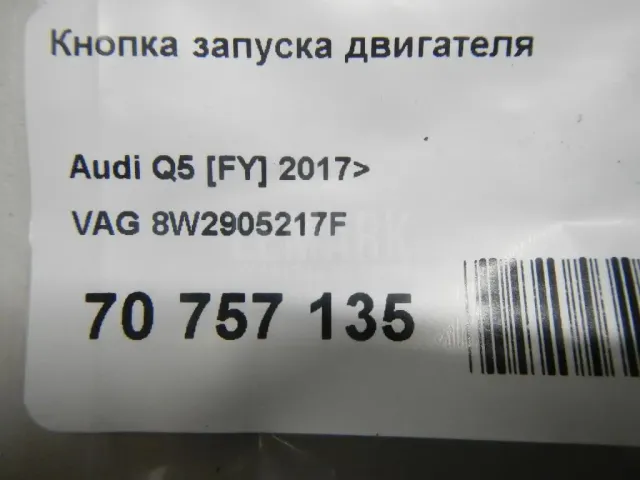 Кнопка запуска двигателя
Audi Q5 [FY] 2017>
VAG 8W2905217F
70 757 135